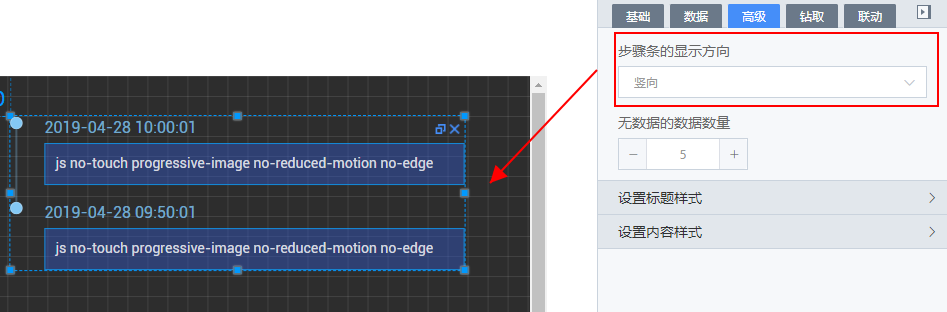 基础 数据 高级 钻取 联动
步骤条的显示方向
竖向
无数据的数据数量
− 5 +
设置标题样式
设置内容样式
2019-04-28 10:00:01
js no-touch progressive-image no-reduced-motion no-edge
2019-04-28 09:50:01
js no-touch progressive-image no-reduced-motion no-edge